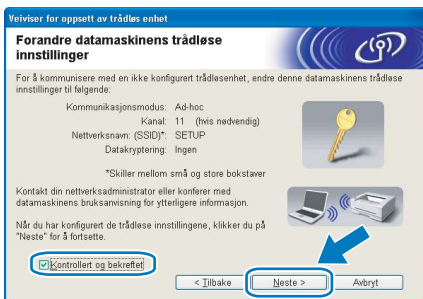 Veiviser for oppsett av trådløs enhet
Forandre datamaskinens trådløse
innstillinger
For å kommunisere med en ikke konfigurert trådløsenhet, endre denne datamaskinens trådløse
innstillinger til følgende:
Kommunikasjonsmodus: Ad-hoc
Kanal: 11 (hvis nødvendig)
Nettverksnavn: (SSID)*: SETUP
Datakryptering: Ingen
*Skiller mellom små og store bokstaver
Kontakt din nettverksadministrator eller konferer med
datamaskinens bruksanvisning for ytterligere informasjon.
Når du har konfigurert de trådløse innstillingene, klikker du på
"Neste" for å fortsette.
Kontrollert og bekreftet
< Tilbake
Neste >
Avbryt